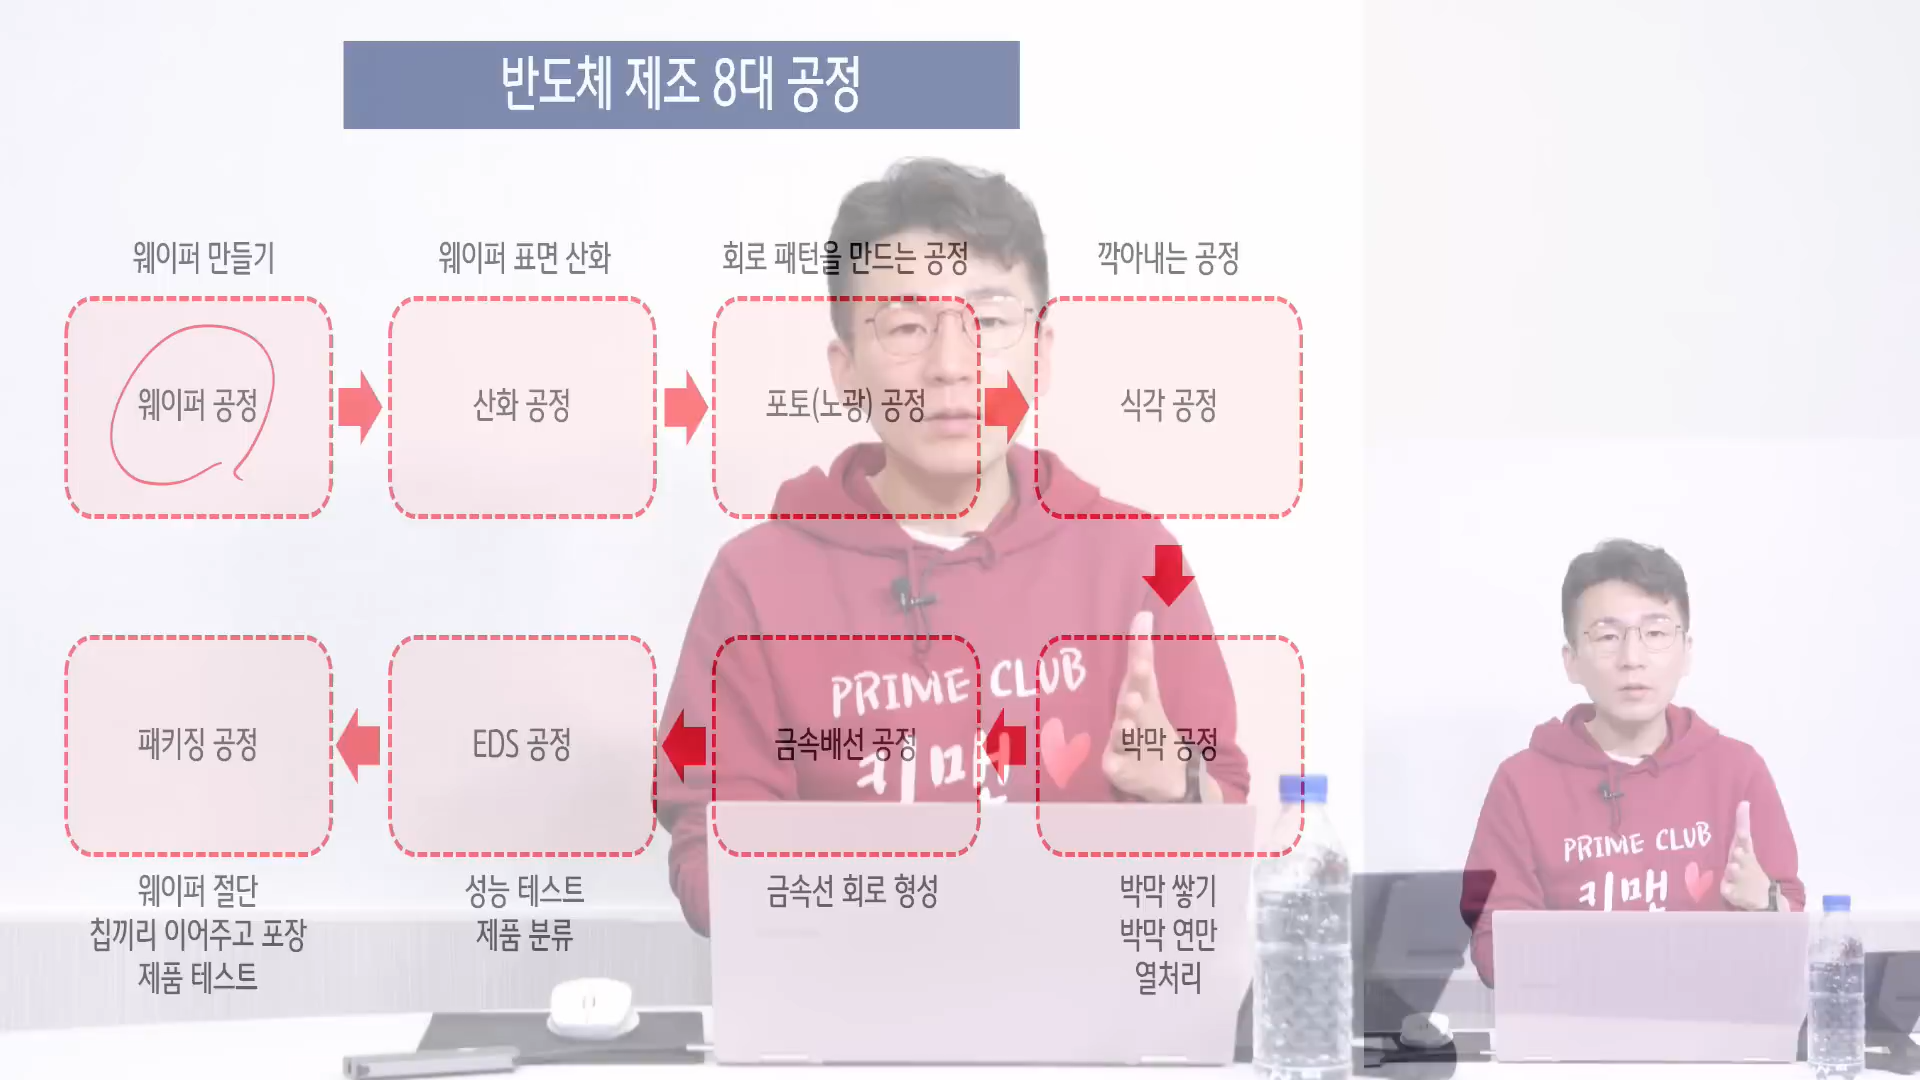 반도체 제조 8대 공정
웨이퍼 만들기
웨이퍼 표면 산화
회로 패턴을 만드는 공정
깍아내는 공정
웨이퍼 공정
산화 공정
포토(노광) 공정
식각 공정
패키징 공정
EDS 공정
금속배선 공정
박막 공정
웨이퍼 절단
칩끼리 이어주고 포장
제품 테스트
성능 테스트
제품 분류
금속선 회로 형성
박막 쌓기
박막 연만
열처리
PRIME CLUB
키맨
PRIME CLUB
키맨